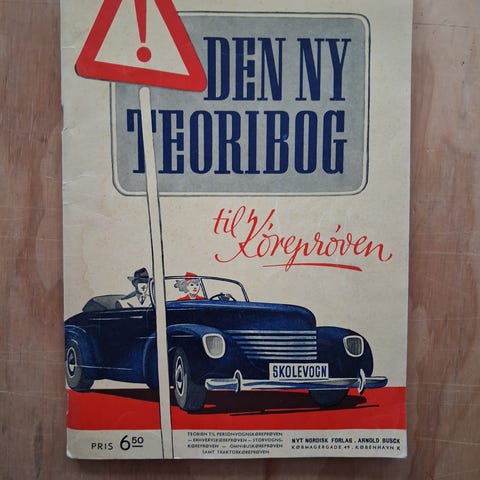 DEN NY
TEORIBOG
til
Køreprøven
SKOLEVOGN
PRIS 6.50
TEORIEN TIL PERSONVOGNSKØREPRØVEN
— ERHVERVSKØREPRØVEN — STORVOGNS-
KØREPRØVEN — OMNIBUSKØREPRØVEN
SAMT TRAKTORKØREPRØVEN
NYT NORDISK FORLAG . ARNOLD BUSCK
KØBMAGERGADE 49, KØBENHAVN K